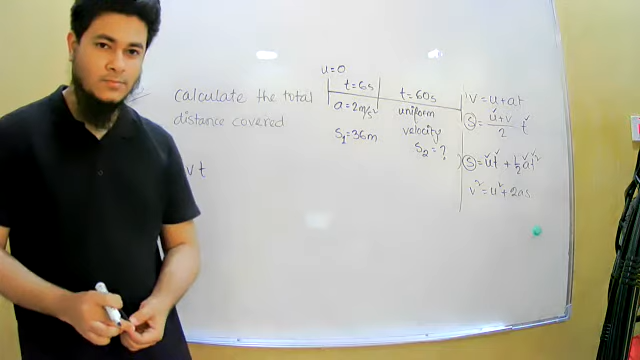 u=0
t=6s
t=60s
calculate the total
distance covered
a=2m/s²
uniform
velocity
S₁=36m
S₂=?
vt
v=u+at
S=(u+v)/2 t
S=ut+½at²
v²=u²+2as